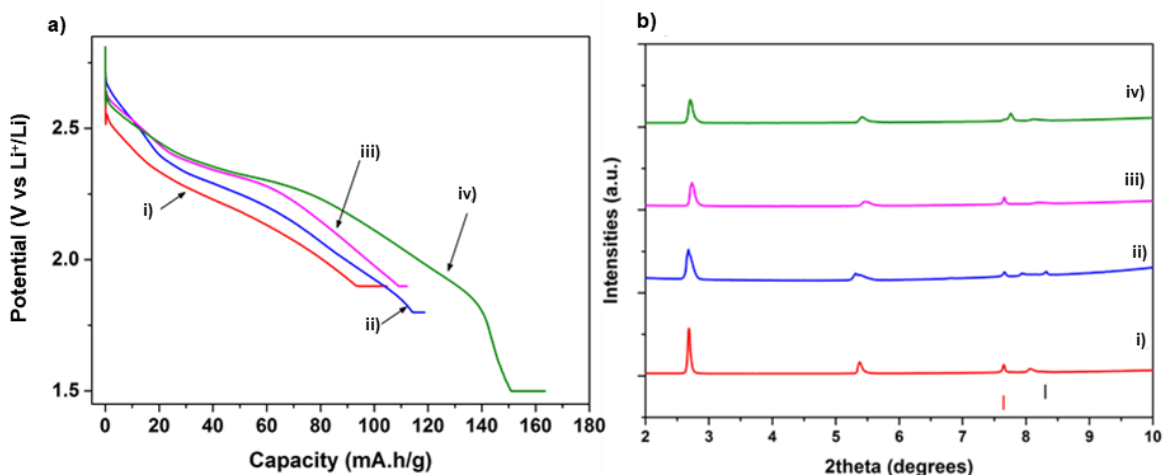 a)
Potential (V vs Li⁺/Li)
2.5
2.0
1.5
i)
ii)
iii)
iv)
0 20 40 60 80 100 120 140 160 180
Capacity (mA.h/g)
b)
Intensities (a.u.)
iv)
iii)
ii)
i)
2 3 4 5 6 7 8 9 10
2theta (degrees)